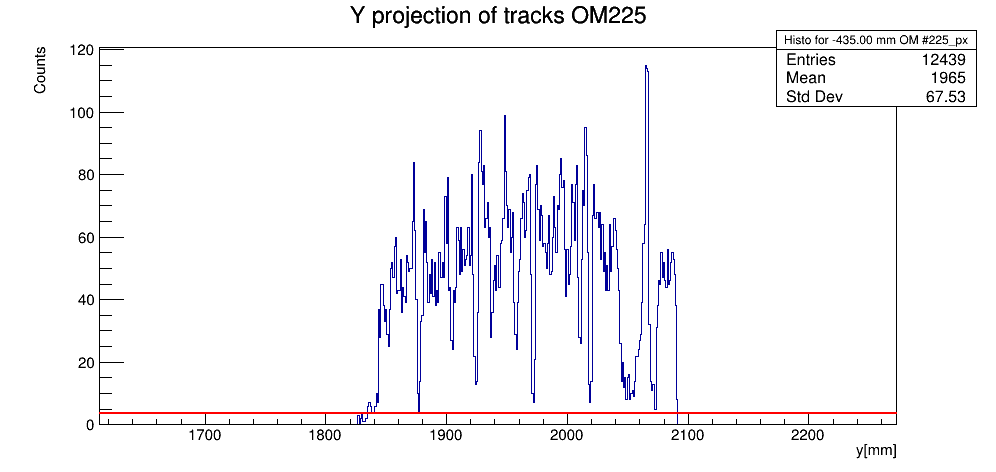 Y projection of tracks OM225
Histo for -435.00 mm OM #225_px
Entries 12439
Mean 1965
Std Dev 67.53
Counts
120
100
80
60
40
20
0
1700 1800 1900 2000 2100 2200
y[mm]